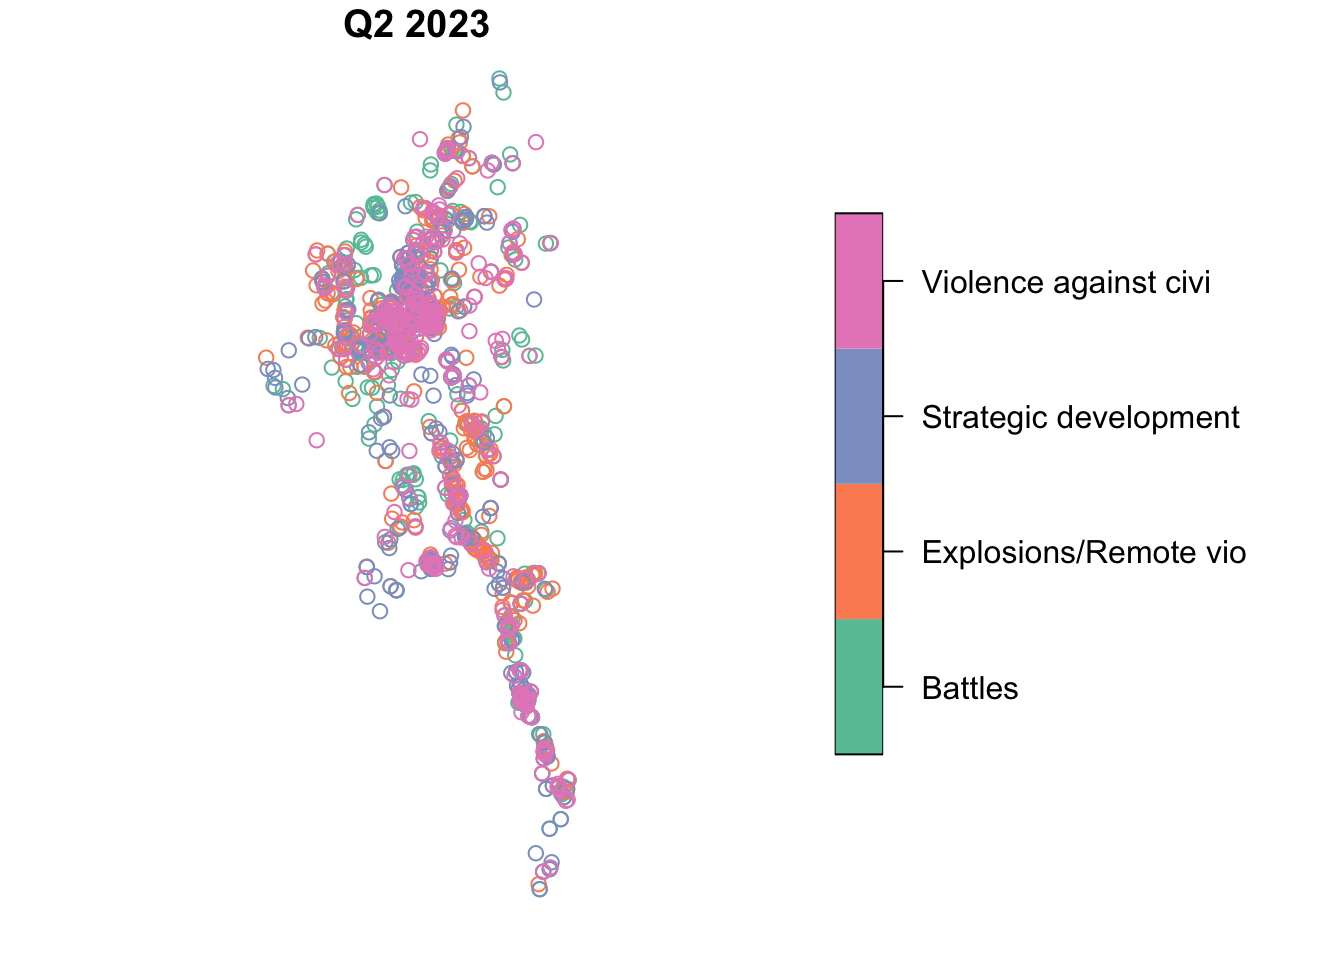 Q2 2023
Violence against civi
Strategic development
Explosions/Remote vio
Battles